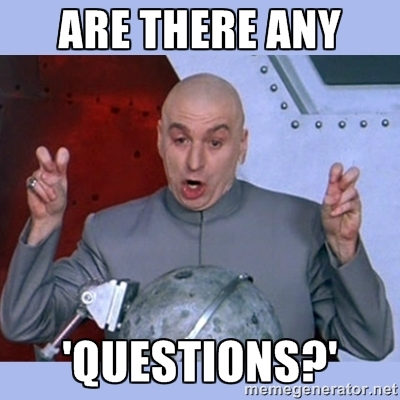 ARE THERE ANY
'QUESTIONS?'
memegenerator.net